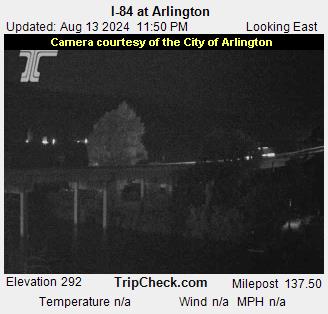 I-84 at Arlington
Updated: Aug 13 2024 11:50 PM Looking East
Camera courtesy of the City of Arlington
Elevation 292 TripCheck.com Milepost 137.50
Temperature n/a Wind n/a MPH n/a